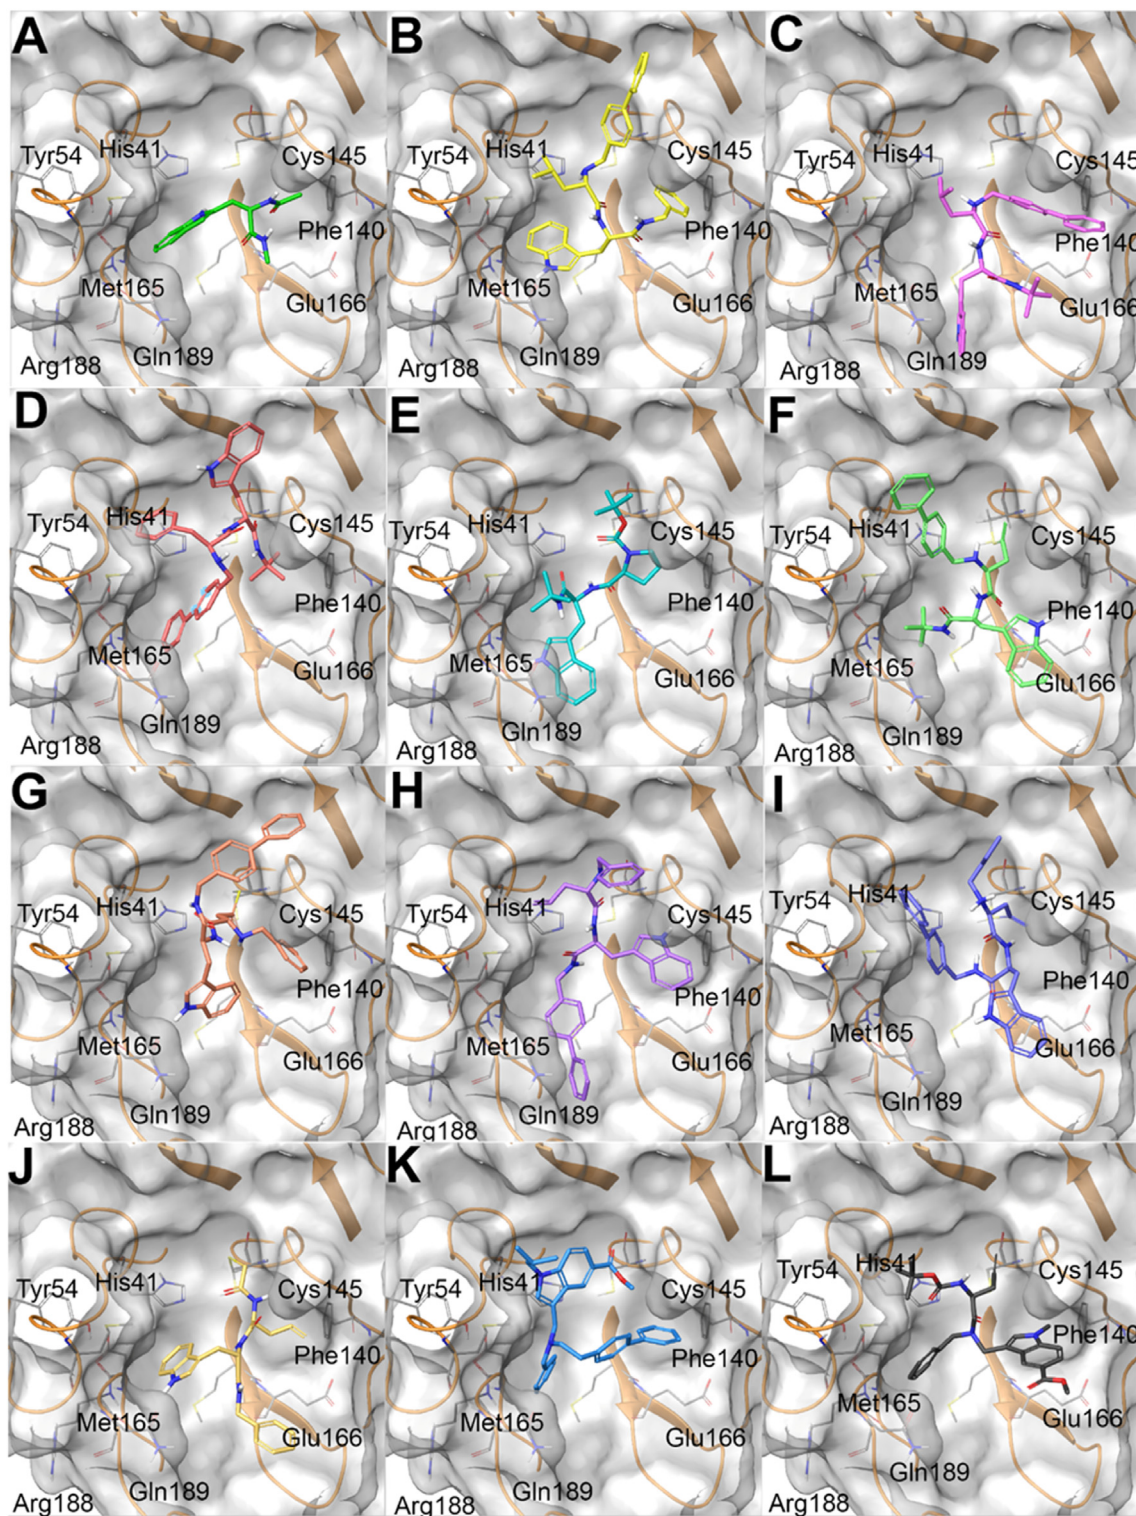 A
B
C
Tyr54
His41
Cys145
Phe140
Met165
Glu166
Arg188
Gln189
Tyr54
His41
Cys145
Phe140
Met165
Glu166
Arg188
Gln189
Tyr54
His41
Cys145
Phe140
Met165
Glu166
Arg188
Gln189
D
E
F
Tyr54
His41
Cys145
Phe140
Met165
Glu166
Gln189
Arg188
Tyr54
His41
Cys145
Phe140
Met165
Glu166
Gln189
Arg188
Tyr54
His41
Cys145
Phe140
Met165
Glu166
Gln189
Arg188
G
H
I
Tyr54
His41
Cys145
Phe140
Met165
Glu166
Gln189
Arg188
Tyr54
His41
Cys145
Phe140
Met165
Glu166
Gln189
Arg188
Tyr54
His41
Cys145
Phe140
Met165
Glu166
Gln189
Arg188
J
K
L
Tyr54
His41
Cys145
Phe140
Met165
Glu166
Gln189
Arg188
Tyr54
His41
Cys145
Phe140
Met165
Glu166
Gln189
Arg188
Tyr54
His41
Cys145
Phe140
Met165
Glu166
Gln189
Arg188